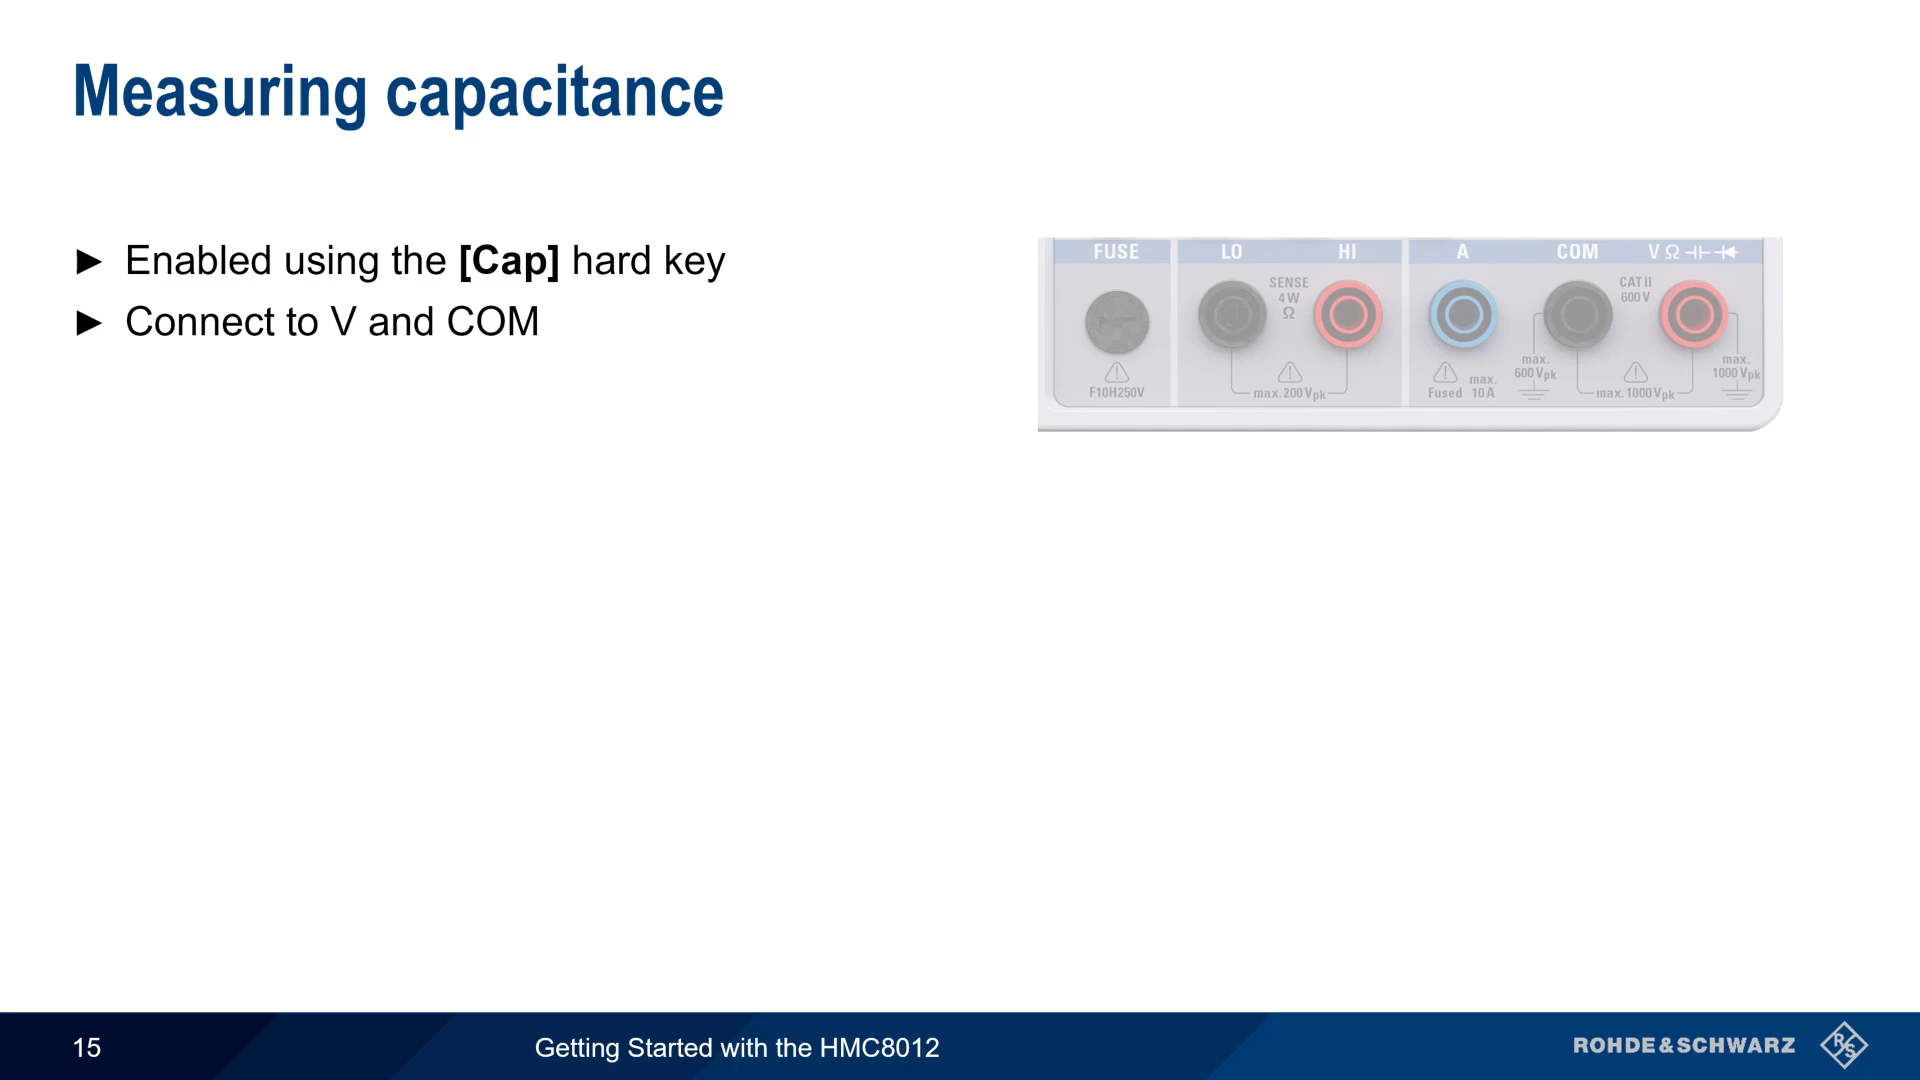 Measuring capacitance
► Enabled using the [Cap] hard key
► Connect to V and COM
FUSE LO HI A COM V Ω
SENSE
4 W
Ω
CAT II
600 V
F10H250V
max. 200 Vpk
Fused
max.
10 A
max.
600 Vpk
max. 1000 Vpk
max.
1000 Vpk
15
Getting Started with the HMC8012
ROHDE&SCHWARZ
R
S